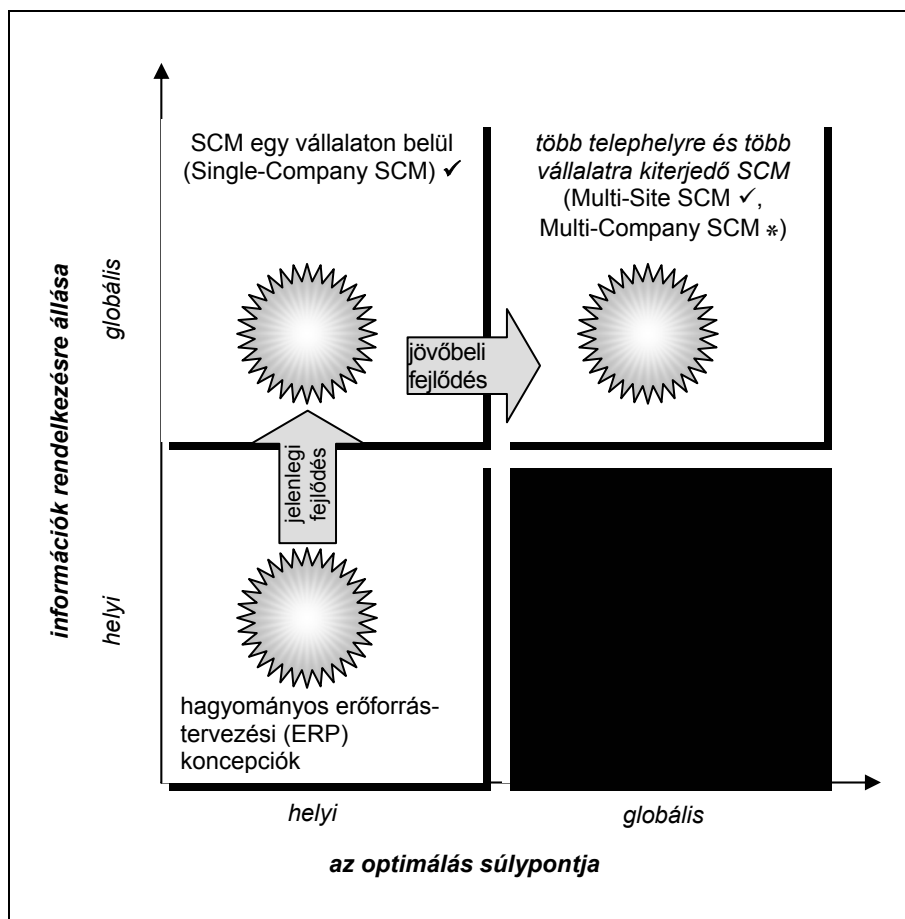 SCM egy vállalaton belül
(Single-Company SCM) ✓
több telephelyre és több
vállalatra kiterjedő SCM
(Multi-Site SCM ✓,
Multi-Company SCM *)
információk rendelkezésre állása
globális
helyi
jövőbeli
fejlődés
jelenlegi
fejlődés
hagyományos erőforrás-
tervezési (ERP)
koncepciók
helyi
globális
az optimálás súlypontja